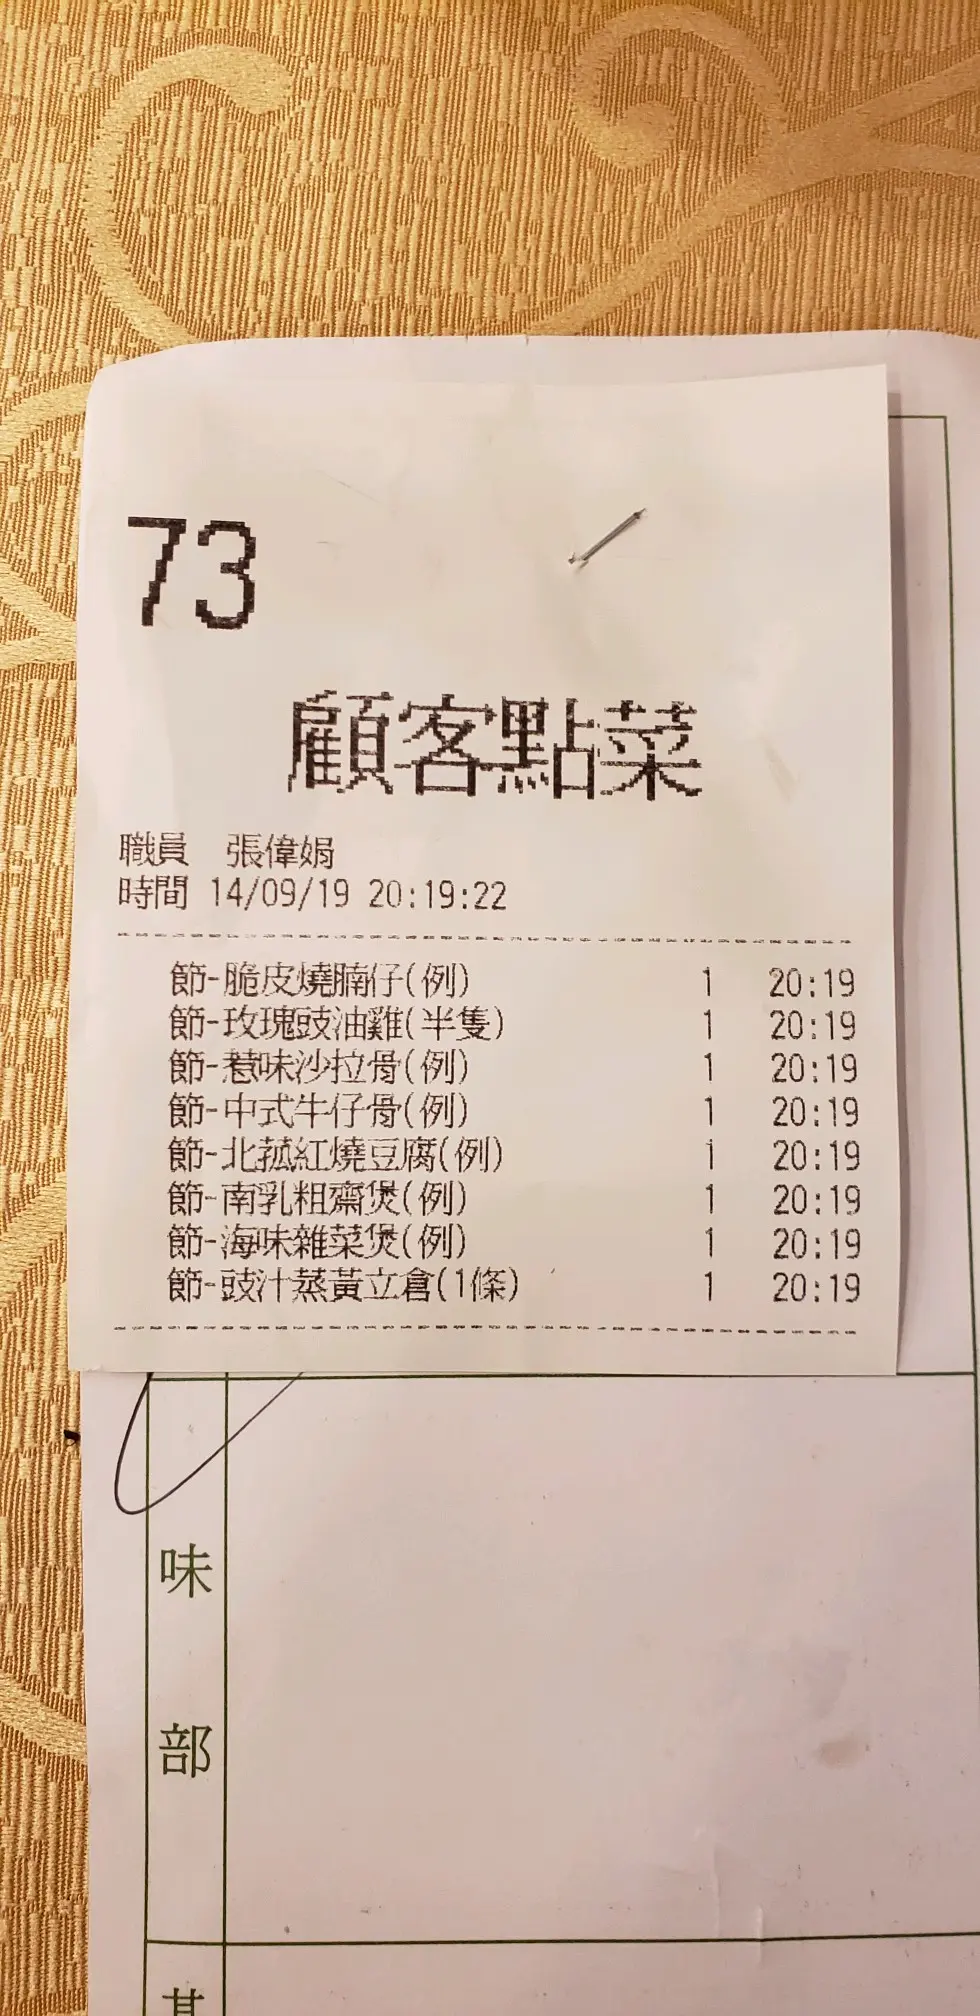 73
顧客點菜
職員 張偉娟
時間 14/09/19 20:19:22
節-脆皮燒腩仔(例) 1 20:19
節-玫瑰豉油雞(半隻) 1 20:19
節-惹味沙拉骨(例) 1 20:19
節-中式牛仔骨(例) 1 20:19
節-北菰紅燒豆腐(例) 1 20:19
節-南乳粗齋煲(例) 1 20:19
節-海味雜菜煲(例) 1 20:19
節-豉汁蒸黃立倉(1條) 1 20:19
味
部